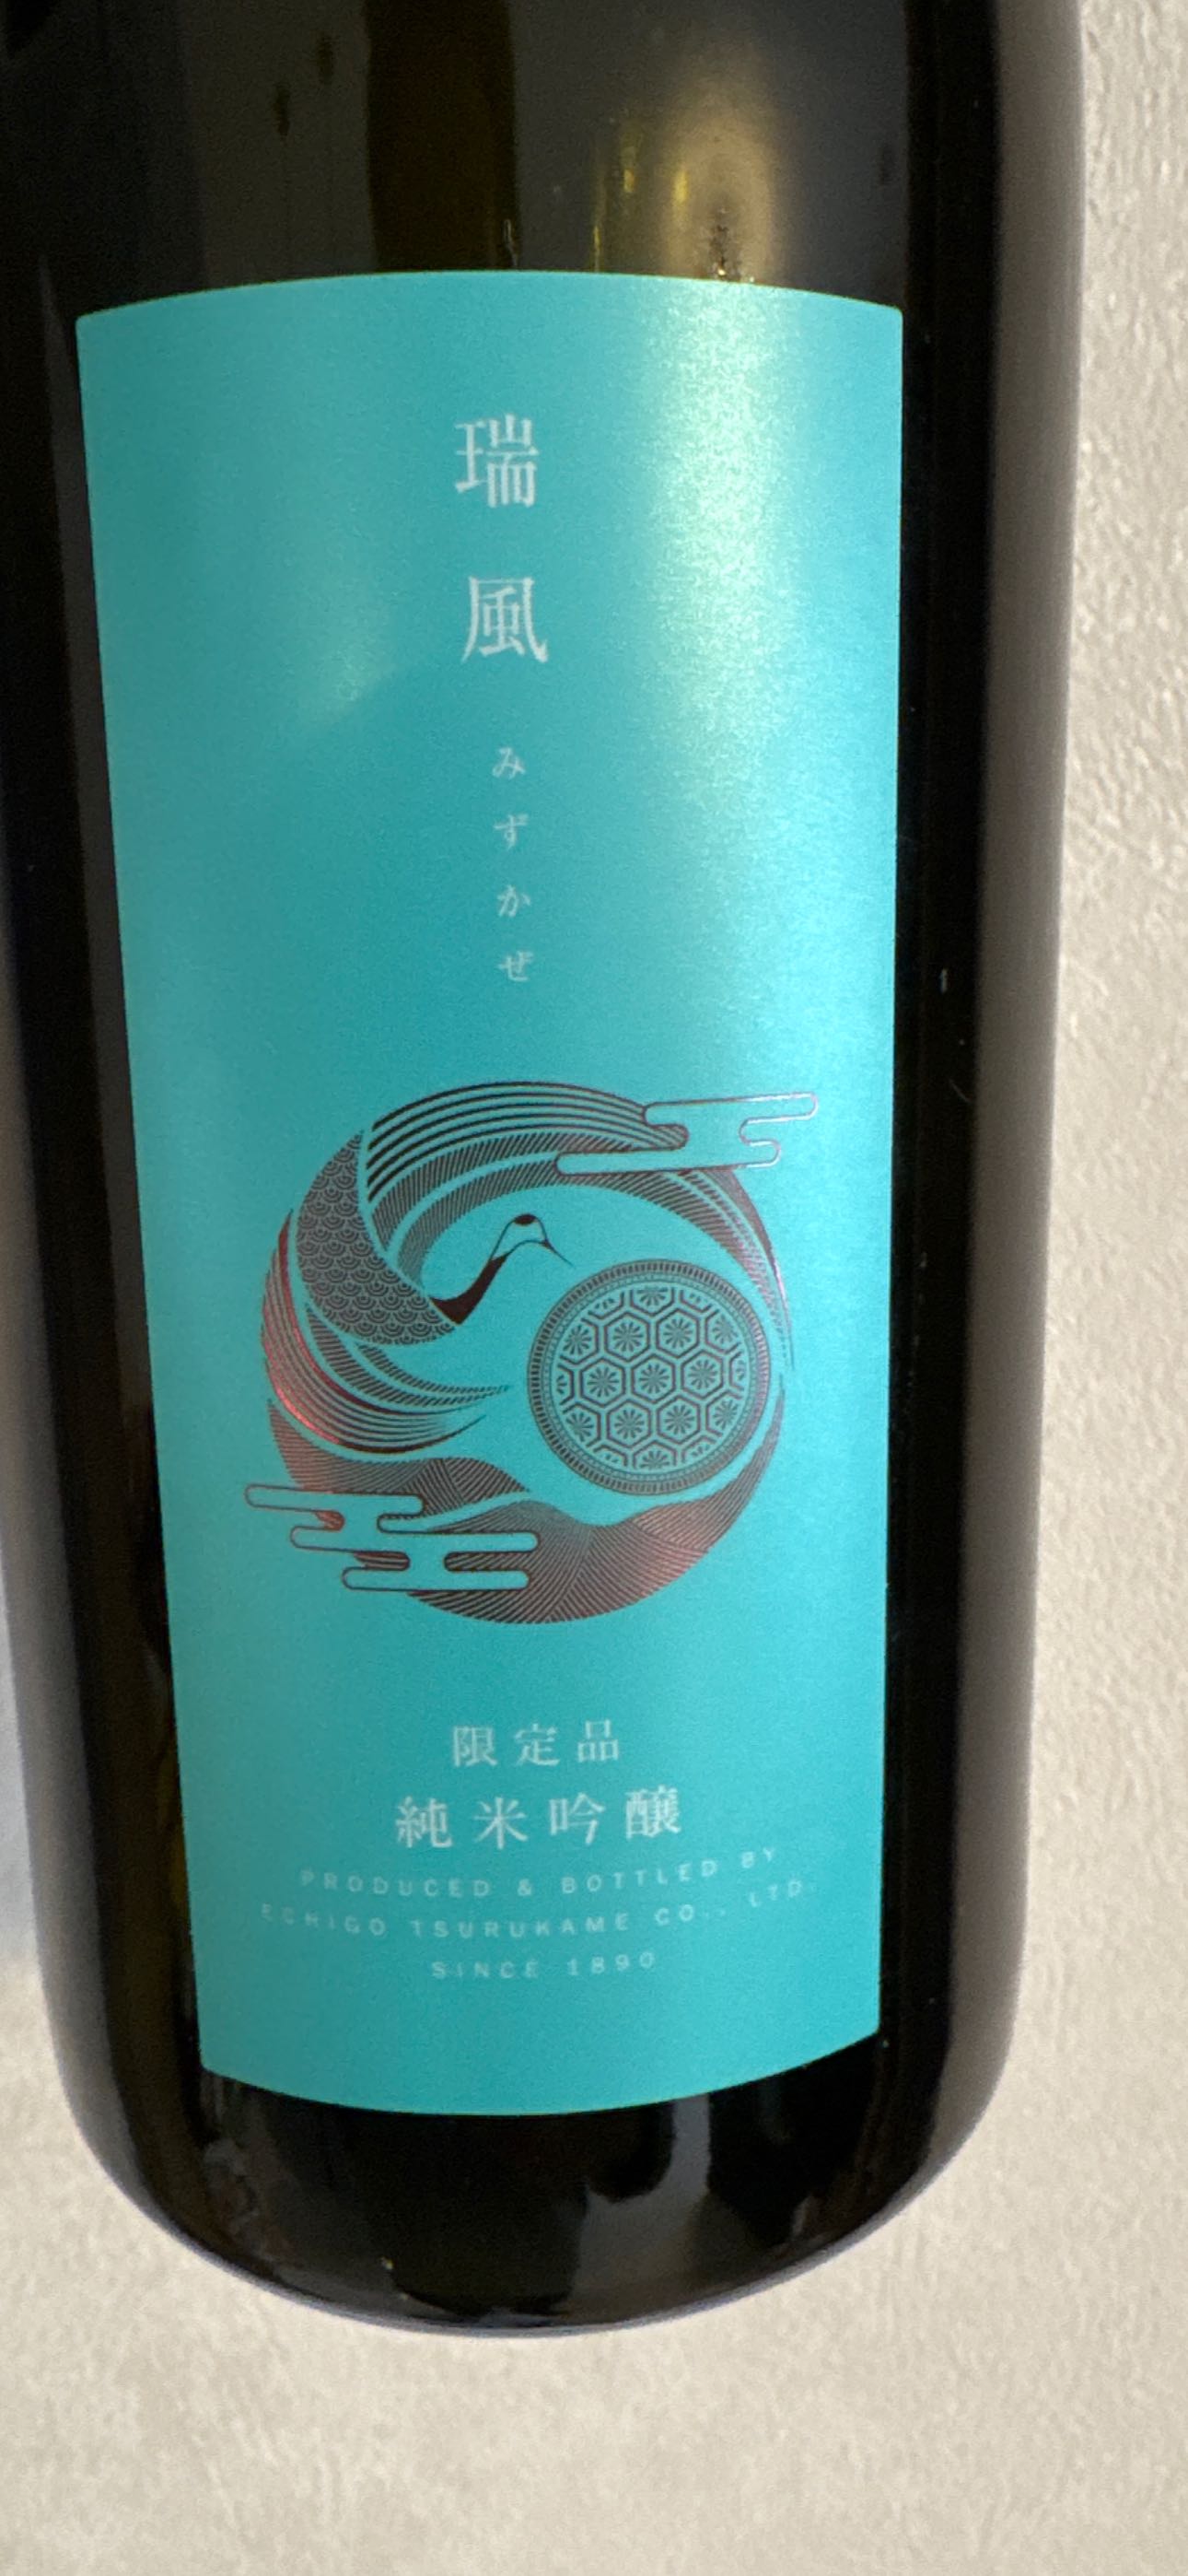 瑞風
みずかぜ
限定品
純米吟醸
PRODUCED & BOTTLED BY
ECHIGO TSURUKAME CO., LTD.
SINCE 1890